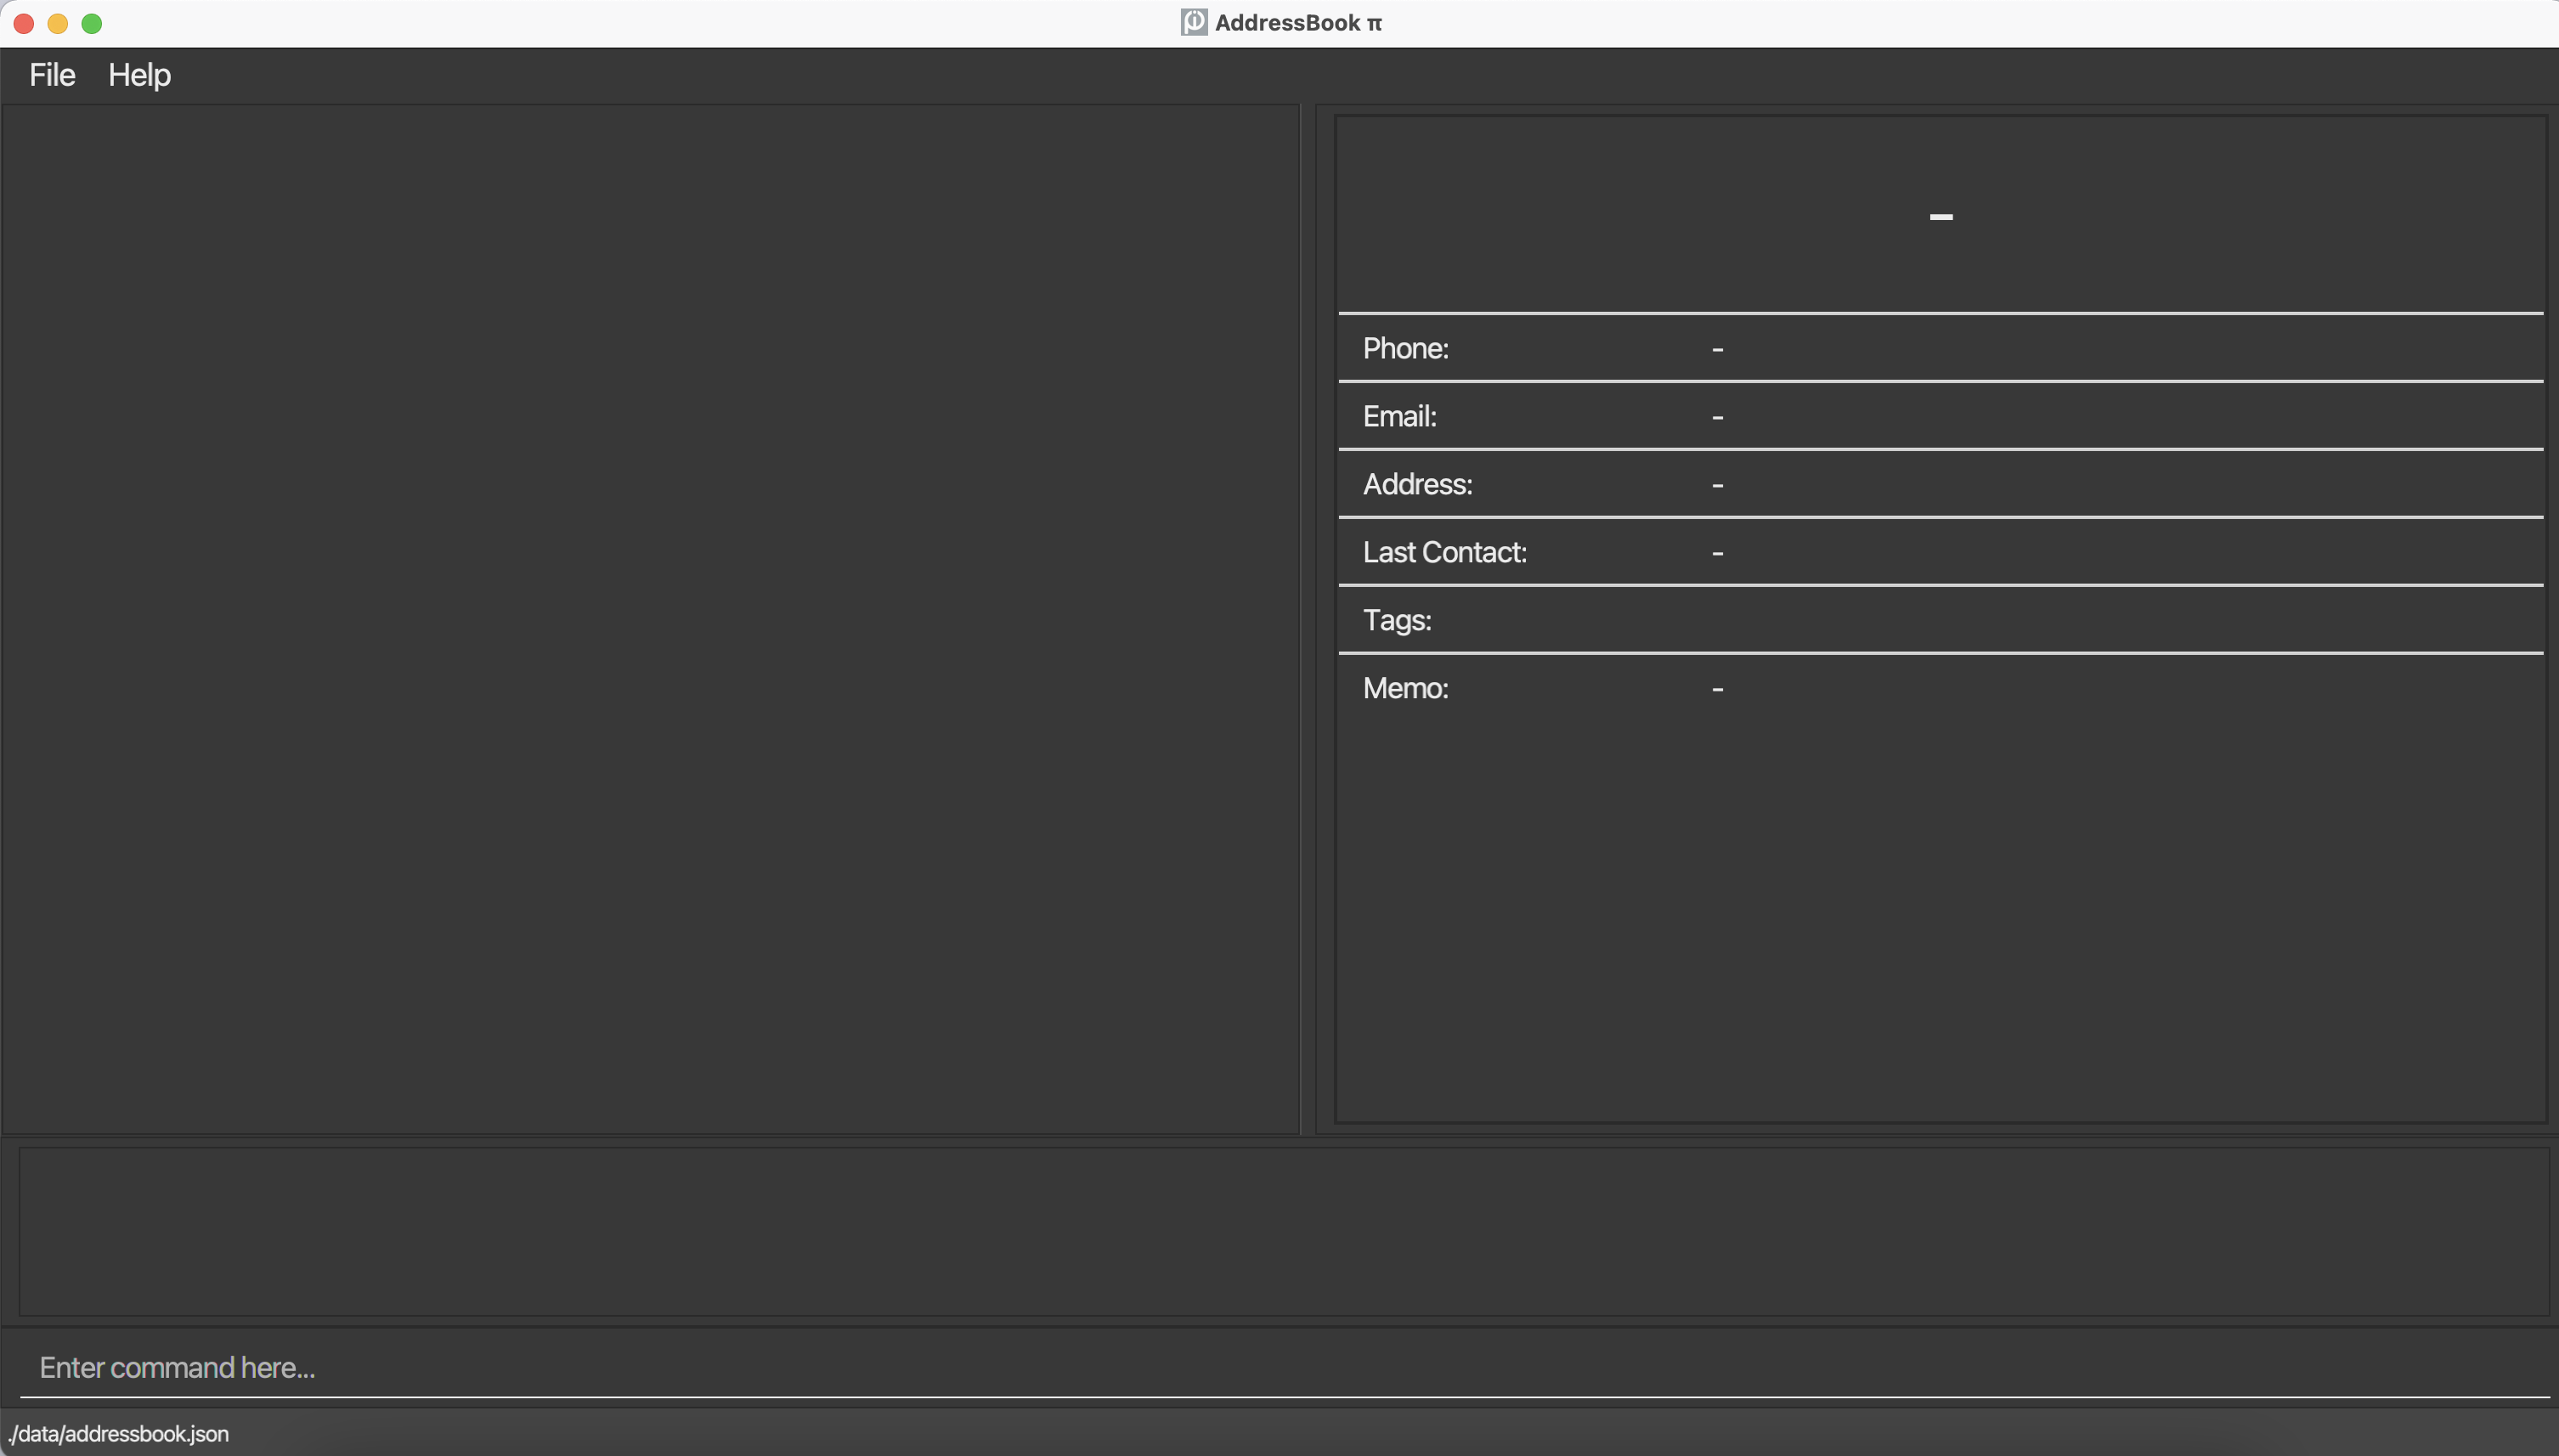 AddressBook π
File Help
–
Phone: -
Email: -
Address: -
Last Contact: -
Tags:
Memo: -
Enter command here...
./data/addressbook.json